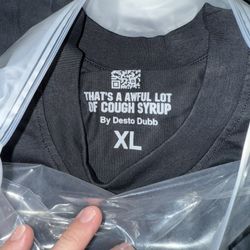 THAT'S A AWFUL LOT
OF COUGH SYRUP
By Desto Dubb
XL